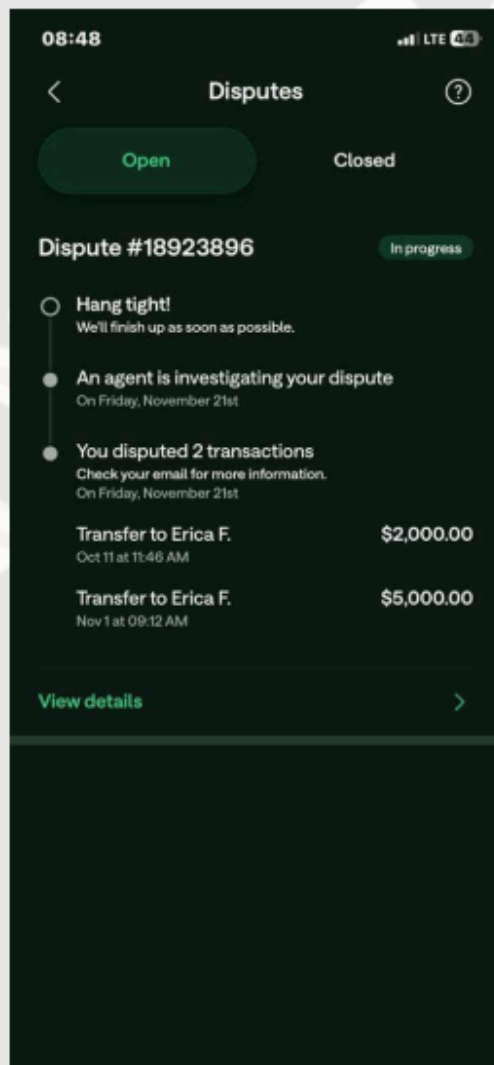 08:48
LTE 44
Disputes
?
Open
Closed
Dispute #18923896
In progress
Hang tight!
We'll finish up as soon as possible.
An agent is investigating your dispute
On Friday, November 21st
You disputed 2 transactions
Check your email for more information.
On Friday, November 21st
Transfer to Erica F.
$2,000.00
Oct 11 at 11:46 AM
Transfer to Erica F.
$5,000.00
Nov 1 at 09:12 AM
View details